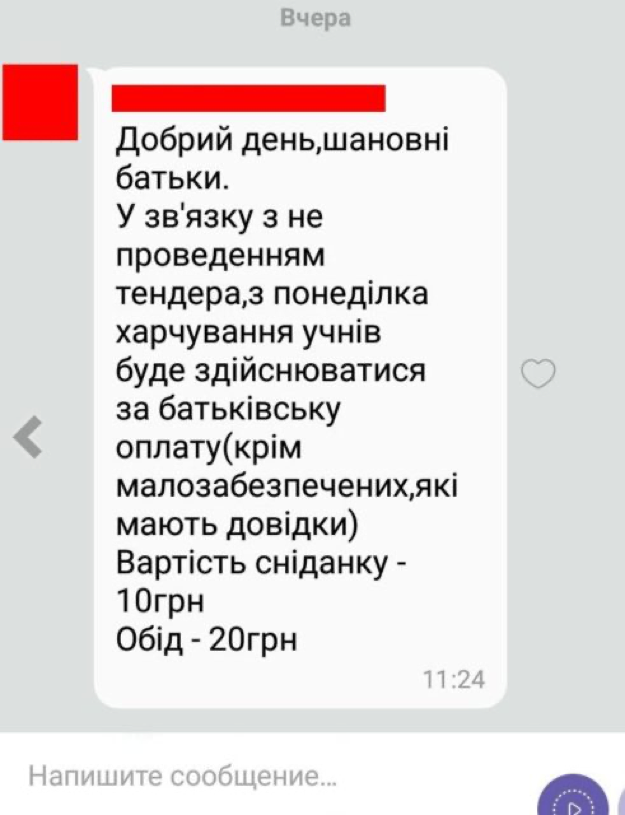 Вчера
Добрий день,шановні
батьки.
У зв'язку з не
проведенням
тендера,з понеділка
харчування учнів
буде здійснюватися
за батьківську
оплату(крім
малозабезпечених,які
мають довідки)
Вартість сніданку -
10грн
Обід - 20грн
11:24
Напишите сообщение...